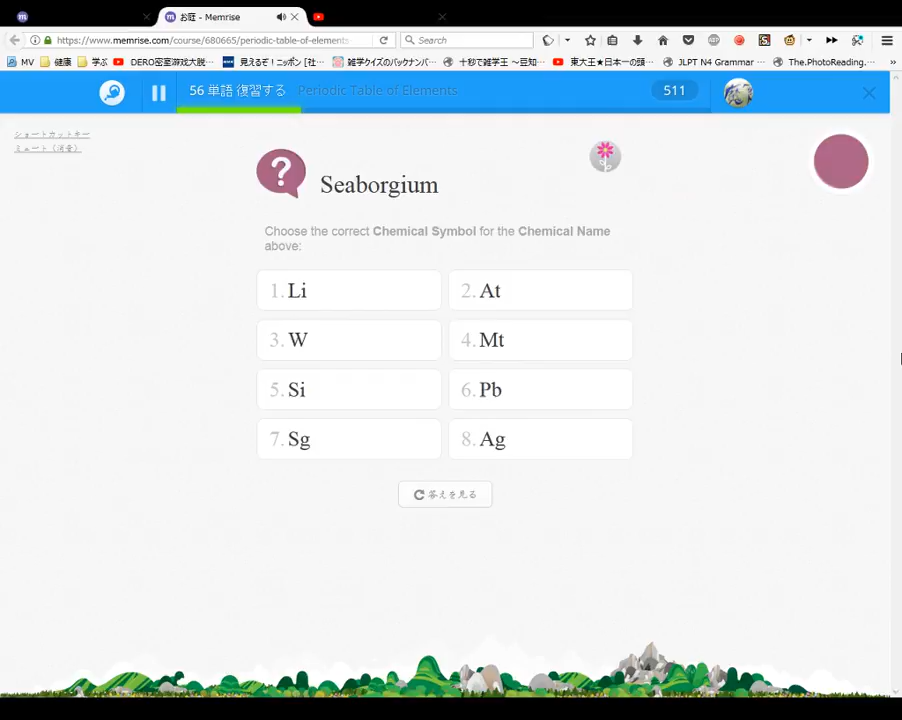 お庭 - Memrise
https://www.memrise.com/course/680665/periodic-table-of-elements
Search
MV
健康
学ぶ
DERO密室游戏大脱…
見えるぞ！ニッポン [社…
雑学クイズのバックナンバ…
十秒で雑学王 ～豆知…
東大王★日本一の頭…
JLPT N4 Grammar …
The.PhotoReading.…
56 単語 復習する Periodic Table of Elements
511
ショートカットキー
ミュート（消音）
?
Seaborgium
Choose the correct Chemical Symbol for the Chemical Name
above:
1. Li
2. At
3. W
4. Mt
5. Si
6. Pb
7. Sg
8. Ag
答えを見る